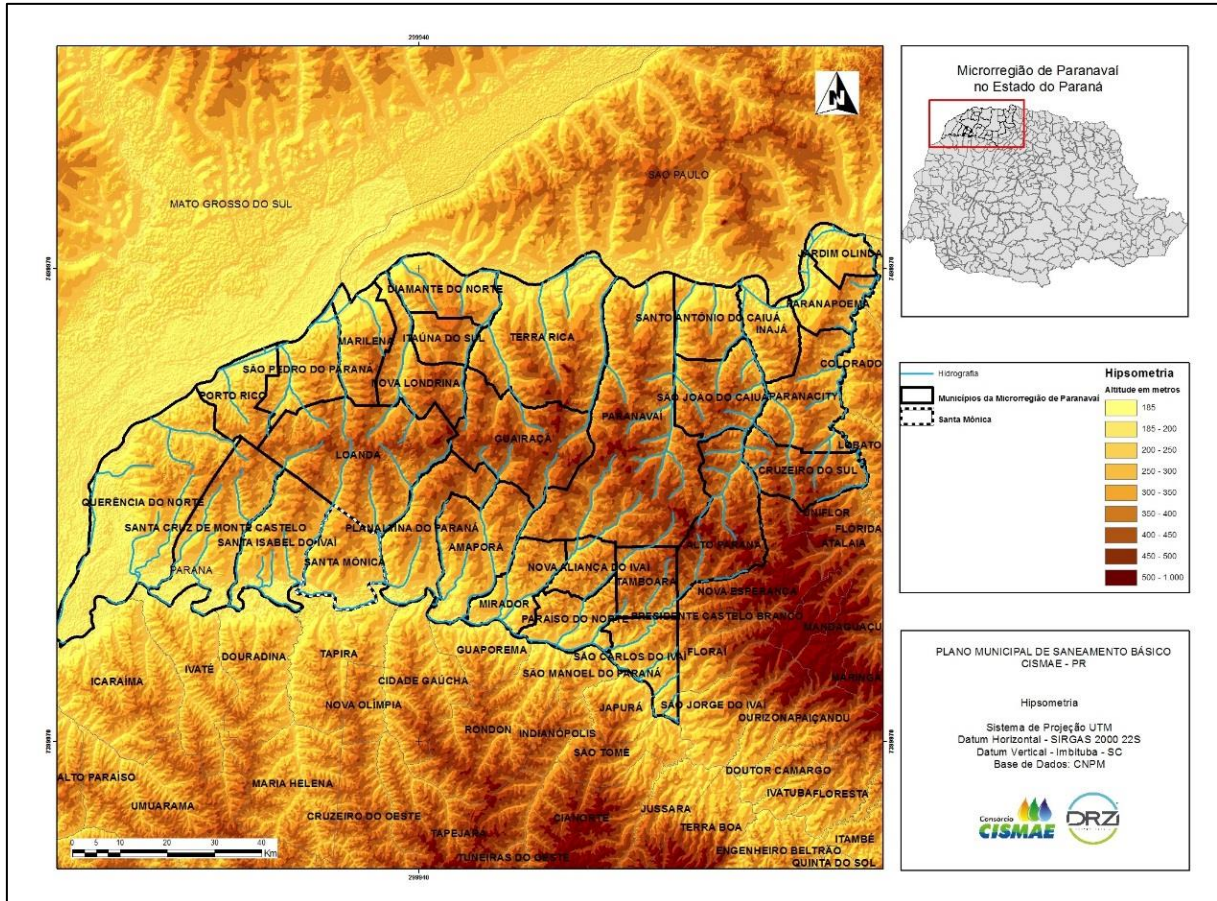 299940
MATO GROSSO DO SUL
SÃO PAULO
N
7489978
7489978
JARDIM OLINDA
DIAMANTE DO NORTE
PARANAPOEMA
SANTO ANTÔNIO DO CAIUÁ
INAJÁ
TERRA RICA
ITAÚNA DO SUL
MARILENA
COLORADO
SÃO PEDRO DO PARANÁ
NOVA LONDRINA
PORTO RICO
SÃO JOÃO DO CAIUÁ
PARANACITY
PARANAVAÍ
GUAIRAÇÁ
LOBATO
LOANDA
CRUZEIRO DO SUL
QUERÊNCIA DO NORTE
UNIFLOR
SANTA CRUZ DE MONTE CASTELO
PLANALTINA DO PARANÁ
FLÓRIDA
SANTA ISABEL DO IVAÍ
ALTO PARANÁ
ATALAIA
AMAPORÃ
SANTA MÔNICA
PARANÁ
NOVA ALIANÇA DO IVAÍ
TAMBOARA
NOVA ESPERANÇA
MIRADOR
PARAÍSO DO NORTE
PRESIDENTE CASTELO BRANCO
MANDAGUAÇU
GUAPOREMA
FLORAÍ
DOURADINA
TAPIRA
SÃO CARLOS DO IVAÍ
IVATÉ
SÃO MANOEL DO PARANÁ
ICARAÍMA
CIDADE GAÚCHA
MARINGÁ
NOVA OLÍMPIA
JAPURÁ
SÃO JORGE DO IVAÍ
OURIZONA
PAIÇANDU
RONDON
INDIANÓPOLIS
SÃO TOMÉ
7389978
7389978
DOUTOR CAMARGO
ALTO PARAÍSO
MARIA HELENA
IVATUBA
FLORESTA
UMUARAMA
JUSSARA
CRUZEIRO DO OESTE
CIANORTE
TERRA BOA
TAPEJARA
ITAMBÉ
ENGENHEIRO BELTRÃO
TUNEIRAS DO OESTE
QUINTA DO SOL
0 5 10 20 30 40
Km
299940
Microrregião de Paranavaí
no Estado do Paraná
Hidrografia
Municípios da Microrregião de Paranavaí
Santa Mônica
Hipsometria
Altitude em metros
185
185 - 200
200 - 250
250 - 300
300 - 350
350 - 400
400 - 450
450 - 500
500 - 1 000
PLANO MUNICIPAL DE SANEAMENTO BÁSICO
CISMAE - PR
Hipsometria
Sistema de Projeção UTM
Datum Horizontal - SIRGAS 2000 22S
Datum Vertical - Imbituba - SC
Base de Dados: CNPM
Consórcio
CISMAE
DRZ